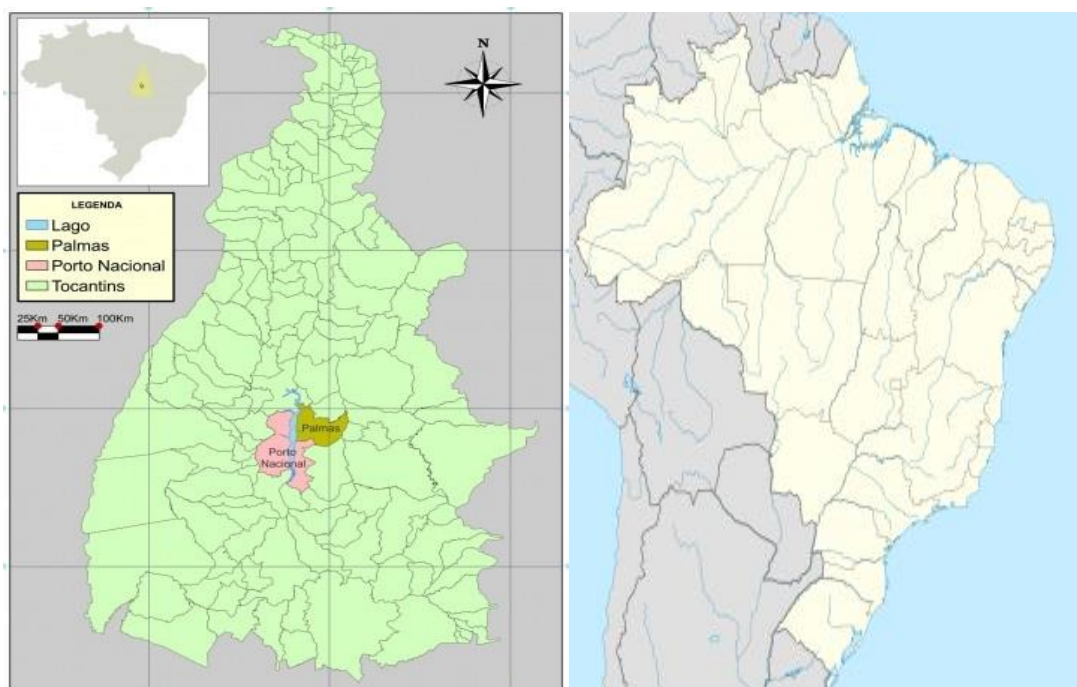 N
LEGENDA
Lago
Palmas
Porto Nacional
Tocantins
25Km 50Km 100Km
Palmas
Porto
Nacional